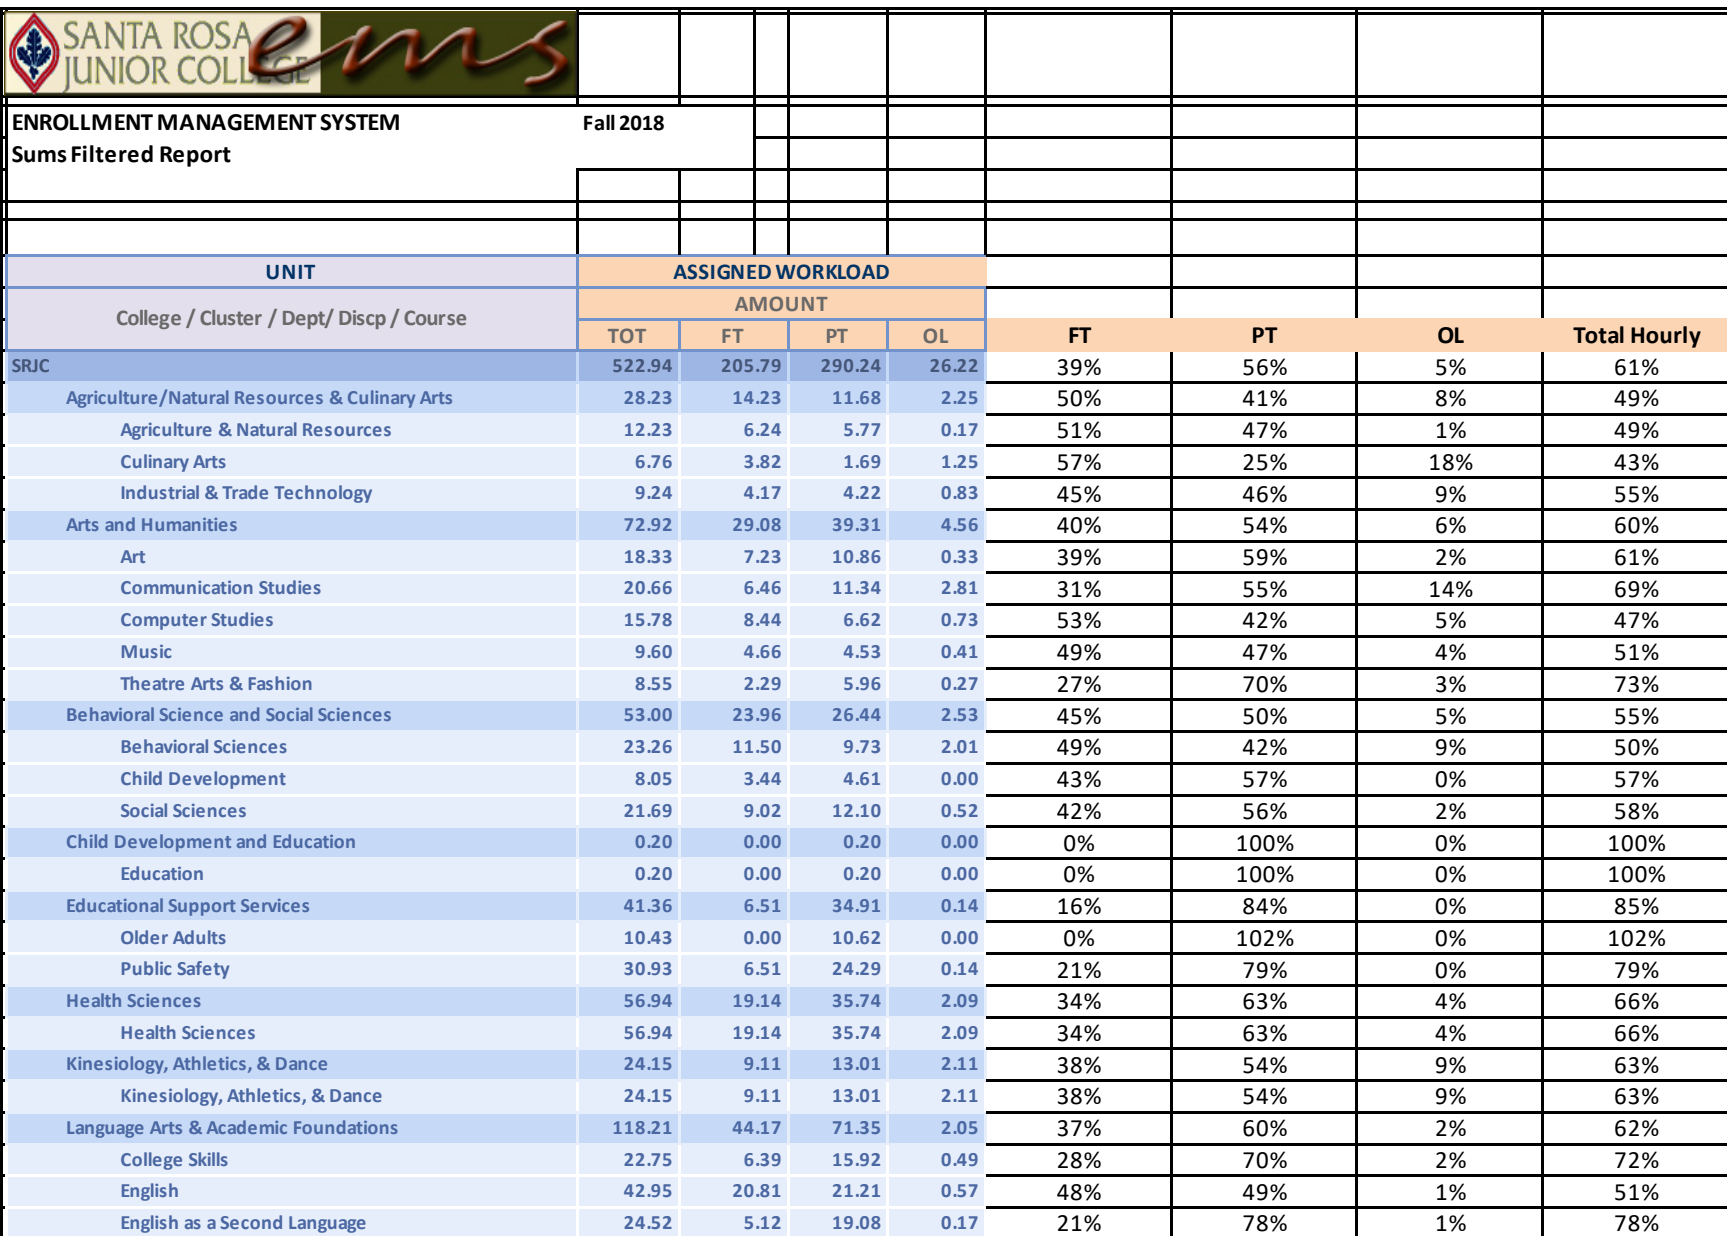 SANTA ROSA
JUNIOR COLLEGE
ems
ENROLLMENT MANAGEMENT SYSTEM Fall 2018
Sums Filtered Report
UNIT ASSIGNED WORKLOAD
College / Cluster / Dept/ Discp / Course AMOUNT
TOT FT PT OL FT PT OL Total Hourly
SRJC 522.94 205.79 290.24 26.22 39% 56% 5% 61%
Agriculture/Natural Resources & Culinary Arts 28.23 14.23 11.68 2.25 50% 41% 8% 49%
Agriculture & Natural Resources 12.23 6.24 5.77 0.17 51% 47% 1% 49%
Culinary Arts 6.76 3.82 1.69 1.25 57% 25% 18% 43%
Industrial & Trade Technology 9.24 4.17 4.22 0.83 45% 46% 9% 55%
Arts and Humanities 72.92 29.08 39.31 4.56 40% 54% 6% 60%
Art 18.33 7.23 10.86 0.33 39% 59% 2% 61%
Communication Studies 20.66 6.46 11.34 2.81 31% 55% 14% 69%
Computer Studies 15.78 8.44 6.62 0.73 53% 42% 5% 47%
Music 9.60 4.66 4.53 0.41 49% 47% 4% 51%
Theatre Arts & Fashion 8.55 2.29 5.96 0.27 27% 70% 3% 73%
Behavioral Science and Social Sciences 53.00 23.96 26.44 2.53 45% 50% 5% 55%
Behavioral Sciences 23.26 11.50 9.73 2.01 49% 42% 9% 50%
Child Development 8.05 3.44 4.61 0.00 43% 57% 0% 57%
Social Sciences 21.69 9.02 12.10 0.52 42% 56% 2% 58%
Child Development and Education 0.20 0.00 0.20 0.00 0% 100% 0% 100%
Education 0.20 0.00 0.20 0.00 0% 100% 0% 100%
Educational Support Services 41.36 6.51 34.91 0.14 16% 84% 0% 85%
Older Adults 10.43 0.00 10.62 0.00 0% 102% 0% 102%
Public Safety 30.93 6.51 24.29 0.14 21% 79% 0% 79%
Health Sciences 56.94 19.14 35.74 2.09 34% 63% 4% 66%
Health Sciences 56.94 19.14 35.74 2.09 34% 63% 4% 66%
Kinesiology, Athletics, & Dance 24.15 9.11 13.01 2.11 38% 54% 9% 63%
Kinesiology, Athletics, & Dance 24.15 9.11 13.01 2.11 38% 54% 9% 63%
Language Arts & Academic Foundations 118.21 44.17 71.35 2.05 37% 60% 2% 62%
College Skills 22.75 6.39 15.92 0.49 28% 70% 2% 72%
English 42.95 20.81 21.21 0.57 48% 49% 1% 51%
English as a Second Language 24.52 5.12 19.08 0.17 21% 78% 1% 78%